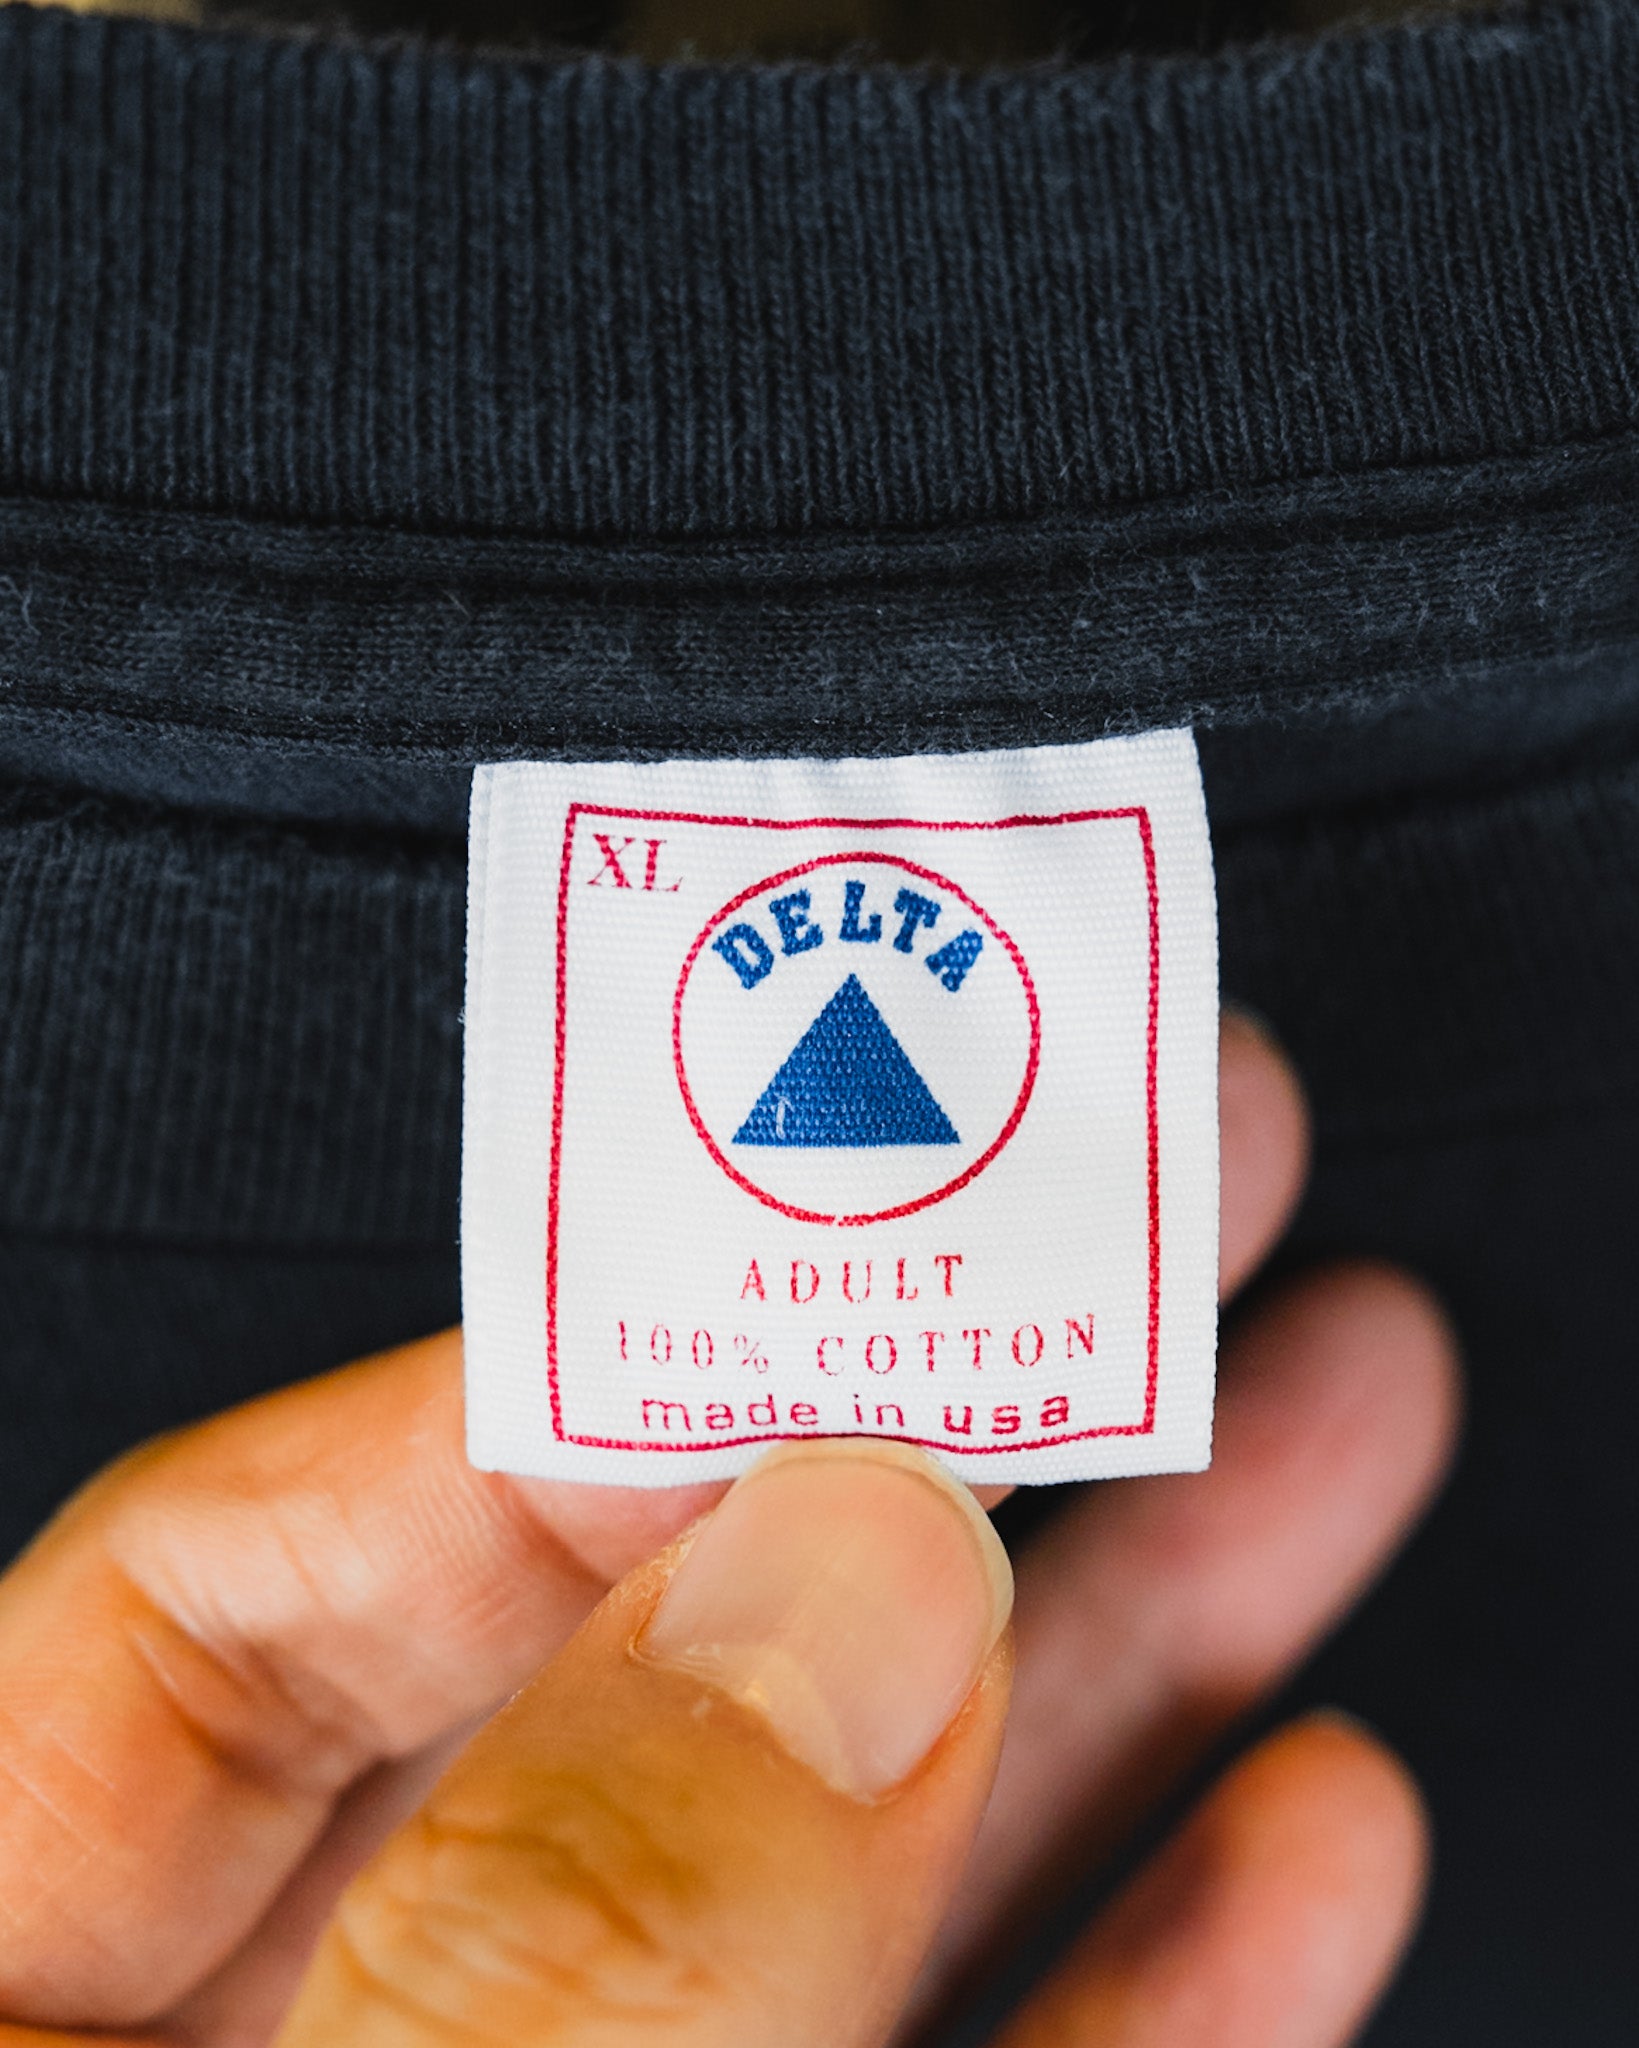 XL
DELTA
ADULT
100% COTTON
made in usa